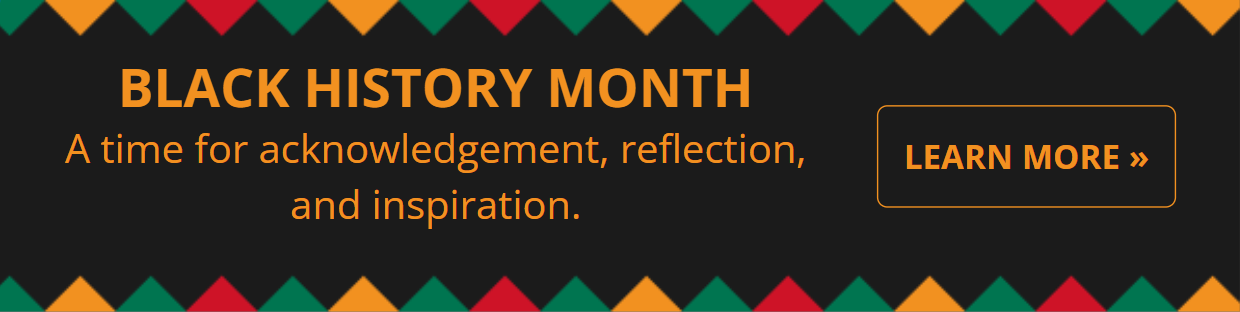 BLACK HISTORY MONTH
A time for acknowledgement, reflection,
and inspiration.
LEARN MORE »